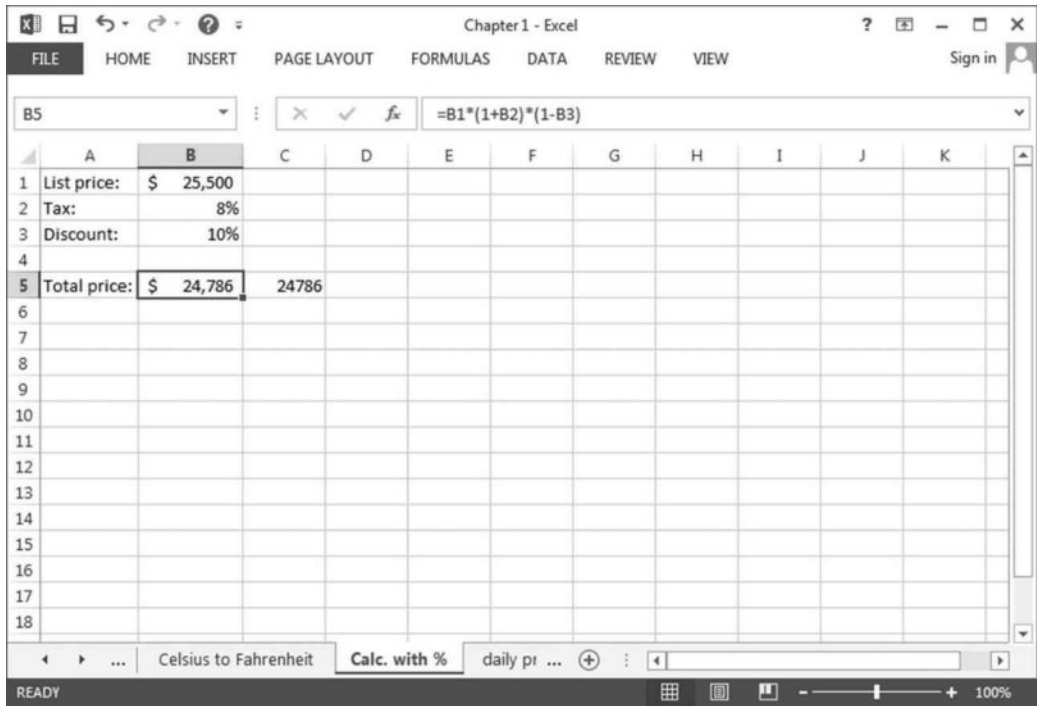 Chapter 1 - Excel
FILE HOME INSERT PAGE LAYOUT FORMULAS DATA REVIEW VIEW Sign in
B5 fx =B1*(1+B2)*(1-B3)
A B C D E F G H I J K
1 List price: $ 25,500
2 Tax: 8%
3 Discount: 10%
4
5 Total price: $ 24,786 24786
6
7
8
9
10
11
12
13
14
15
16
17
18
... Celsius to Fahrenheit Calc. with % daily pr ...
READY 100%